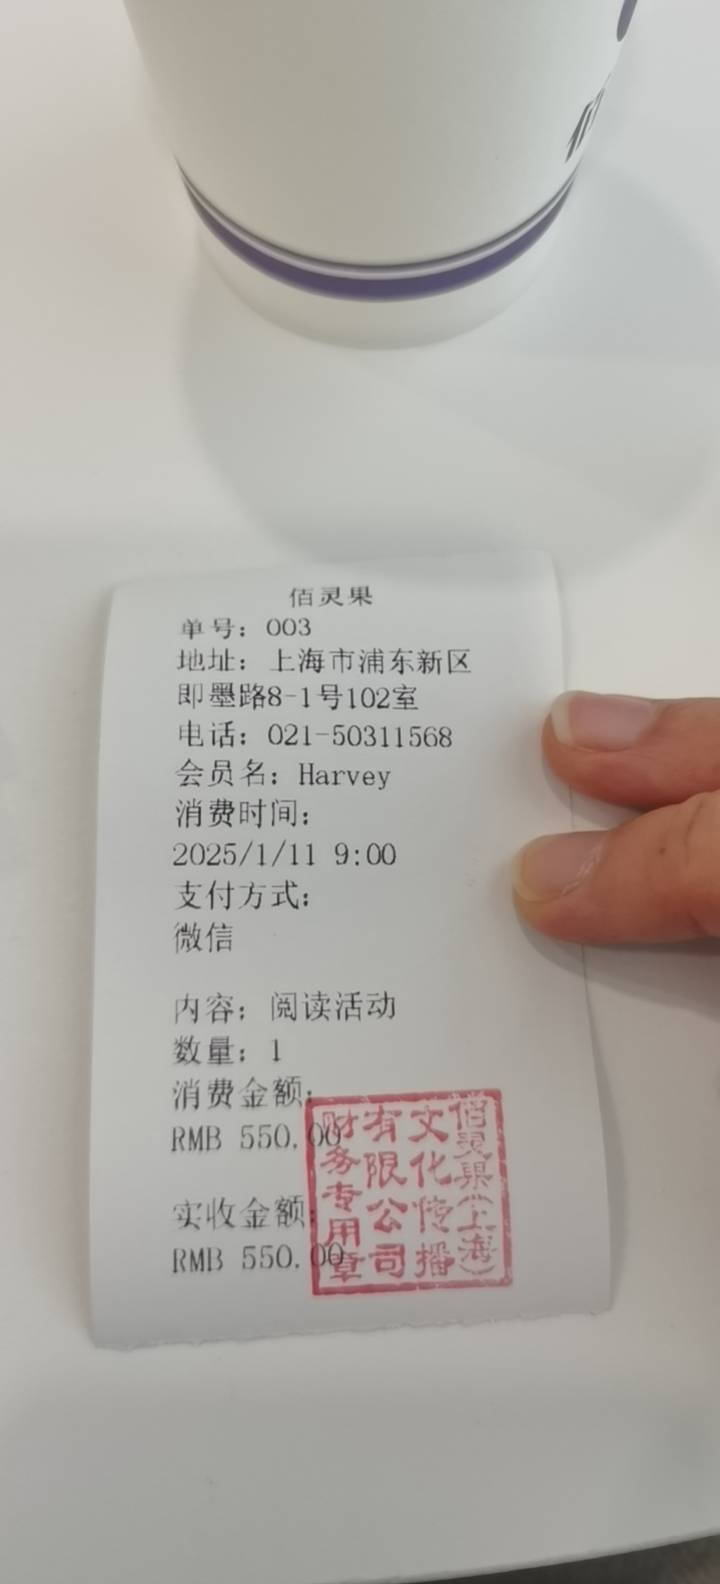 佰灵果
单号：003
地址：上海市浦东新区
即墨路8-1号102室
电话：021-50311568
会员名：Harvey
消费时间：
2025/1/11 9:00
支付方式：
微信
内容：阅读活动
数量：1
消费金额：
RMB 550.00
实收金额：
RMB 550.00
佰灵果（上海）
文化传播
有限公司
财务专用章